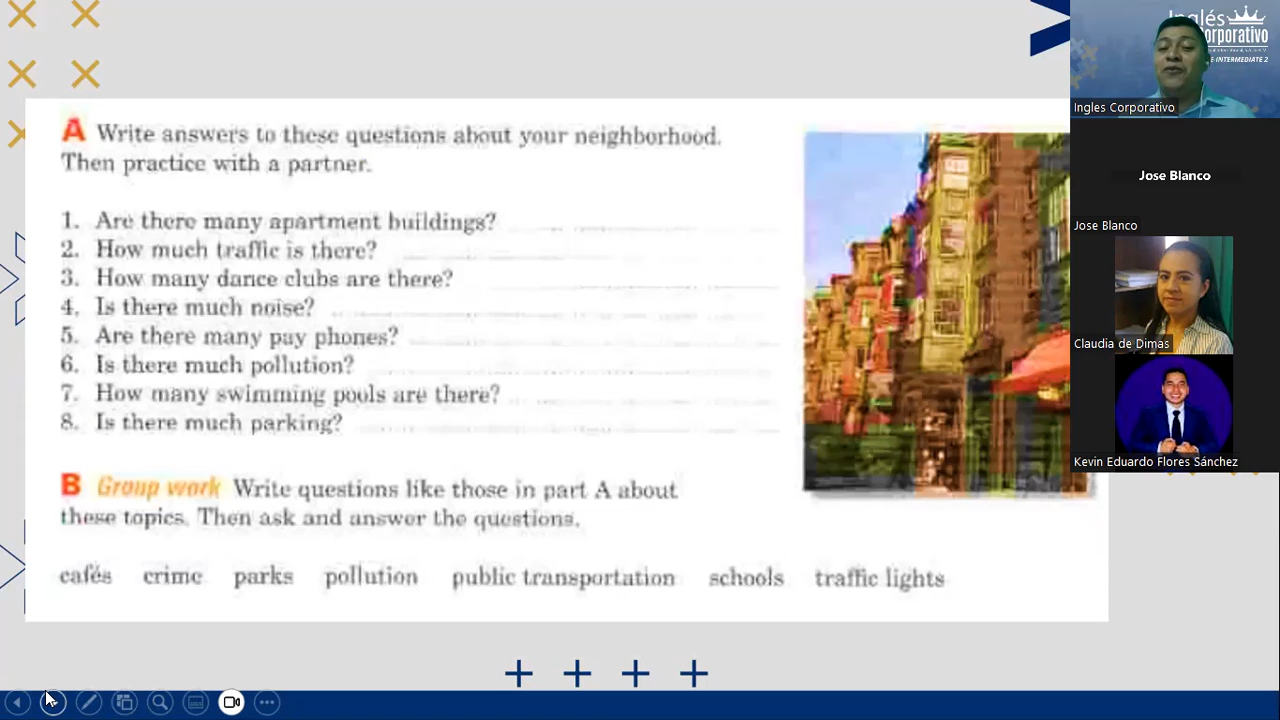 A Write answers to these questions about your neighborhood.
Then practice with a partner.
1. Are there many apartment buildings?
2. How much traffic is there?
3. How many dance clubs are there?
4. Is there much noise?
5. Are there many pay phones?
6. Is there much pollution?
7. How many swimming pools are there?
8. Is there much parking?
B Group work Write questions like those in part A about
these topics. Then ask and answer the questions.
cafés crime parks pollution public transportation schools traffic lights
Inglés
Corporativo
INTERMEDIATE 2
Ingles Corporativo
Jose Blanco
Jose Blanco
Claudia de Dimas
Kevin Eduardo Flores Sánchez